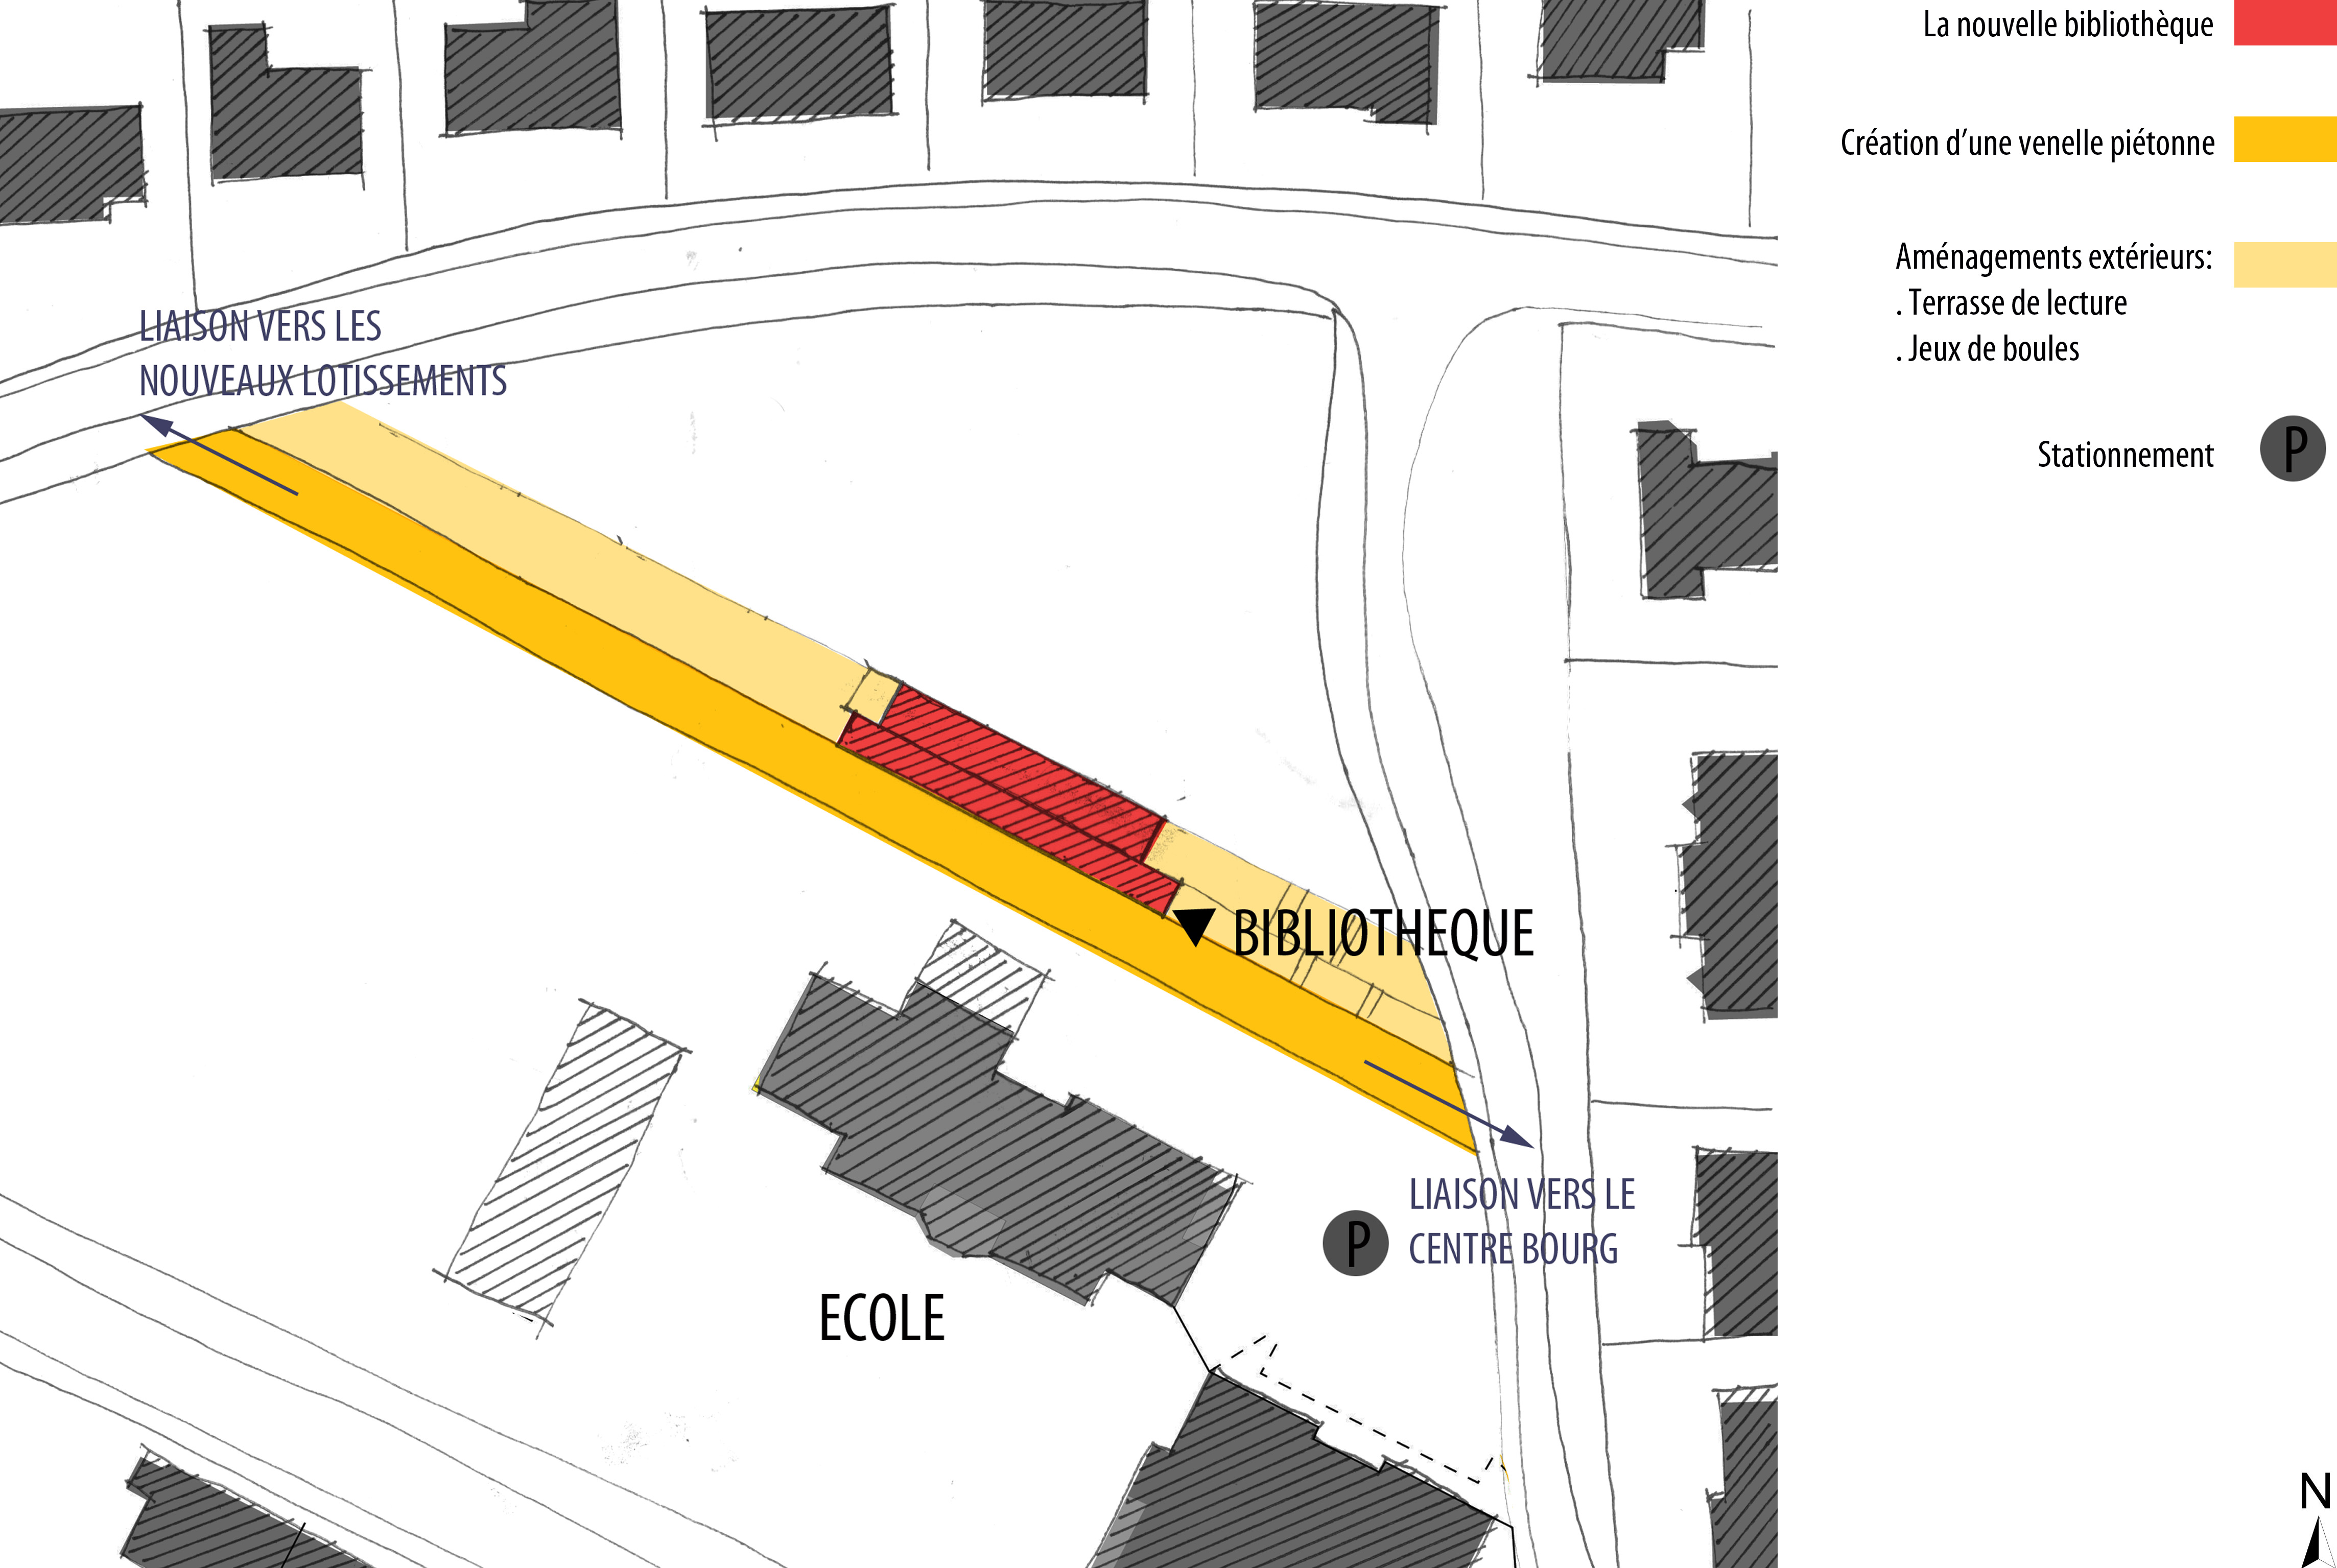 La nouvelle bibliothèque
Création d'une venelle piétonne
Aménagements extérieurs:
. Terrasse de lecture
. Jeux de boules
Stationnement
P
LIAISON VERS LES
NOUVEAUX LOTISSEMENTS
BIBLIOTHEQUE
LIAISON VERS LE
CENTRE BOURG
P
ECOLE
N